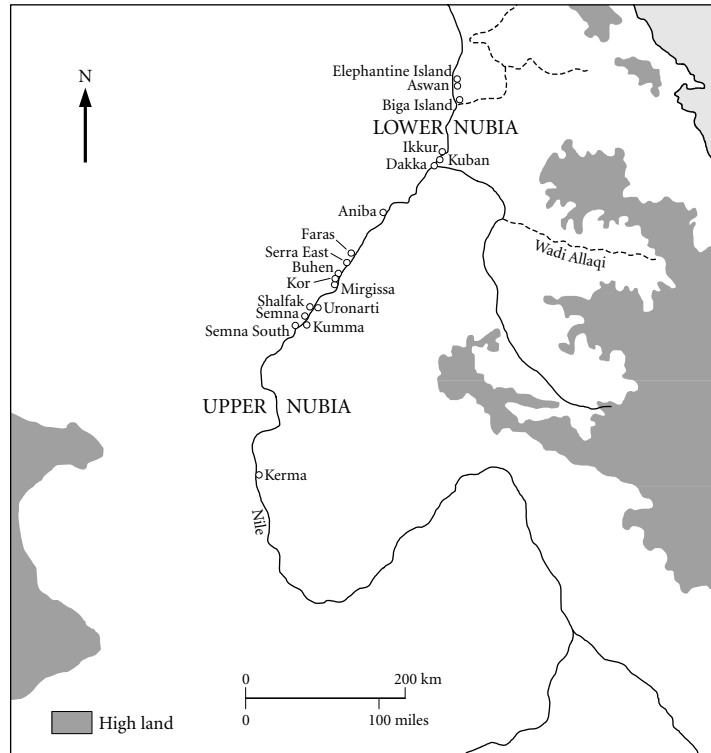 N
Elephantine Island
Aswan
Biga Island
LOWER NUBIA
Ikkur
Kuban
Dakka
Aniba
Wadi Allaqi
Faras
Serra East
Buhen
Kor
Mirgissa
Shalfak
Uronarti
Semna
Semna South
Kumma
UPPER NUBIA
Kerma
Nile
0 200 km
0 100 miles
High land